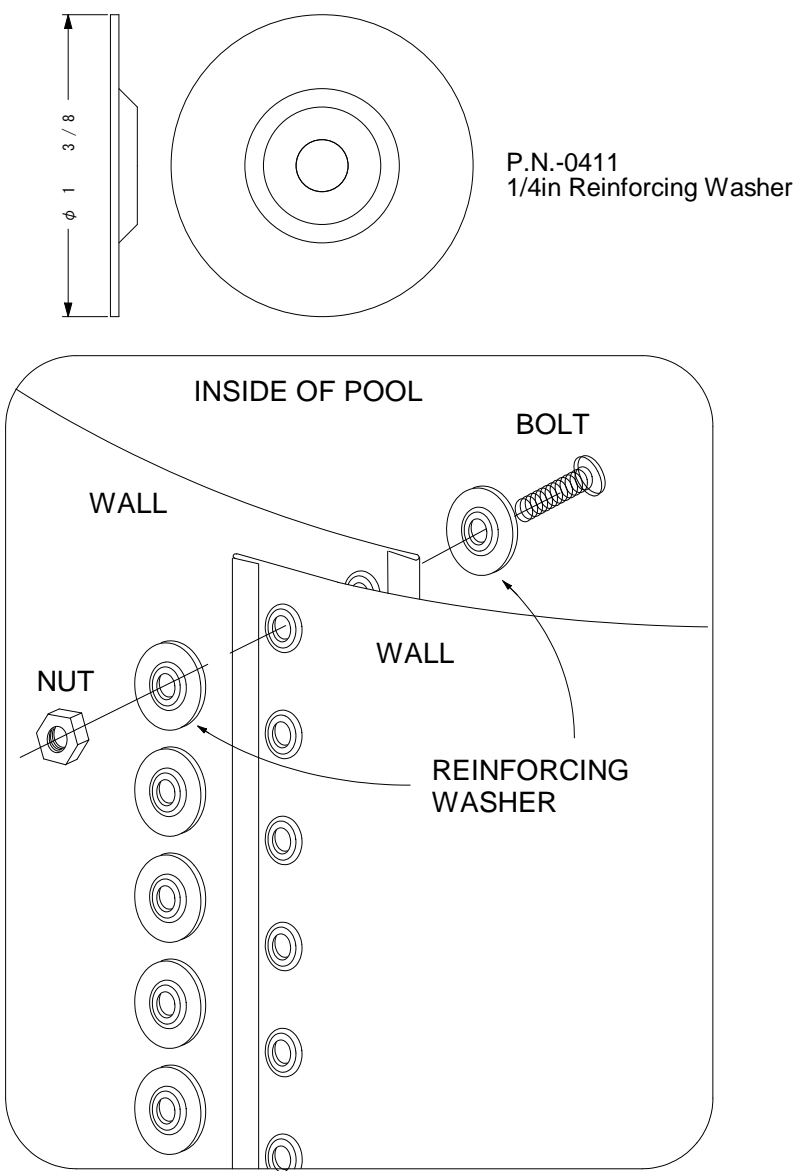 φ 1 3/8
P.N.-0411
1/4in Reinforcing Washer
INSIDE OF POOL
BOLT
WALL
WALL
NUT
REINFORCING
WASHER